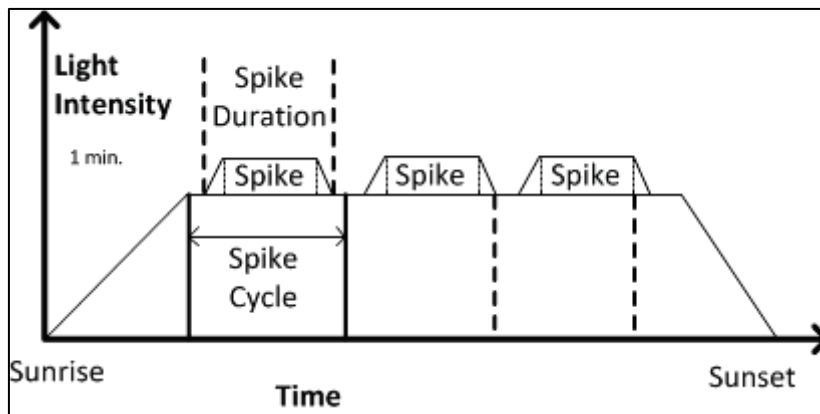 Light
Intensity
1 min.
Spike
Duration
Spike
Spike
Spike
Spike
Cycle
Sunrise
Time
Sunset